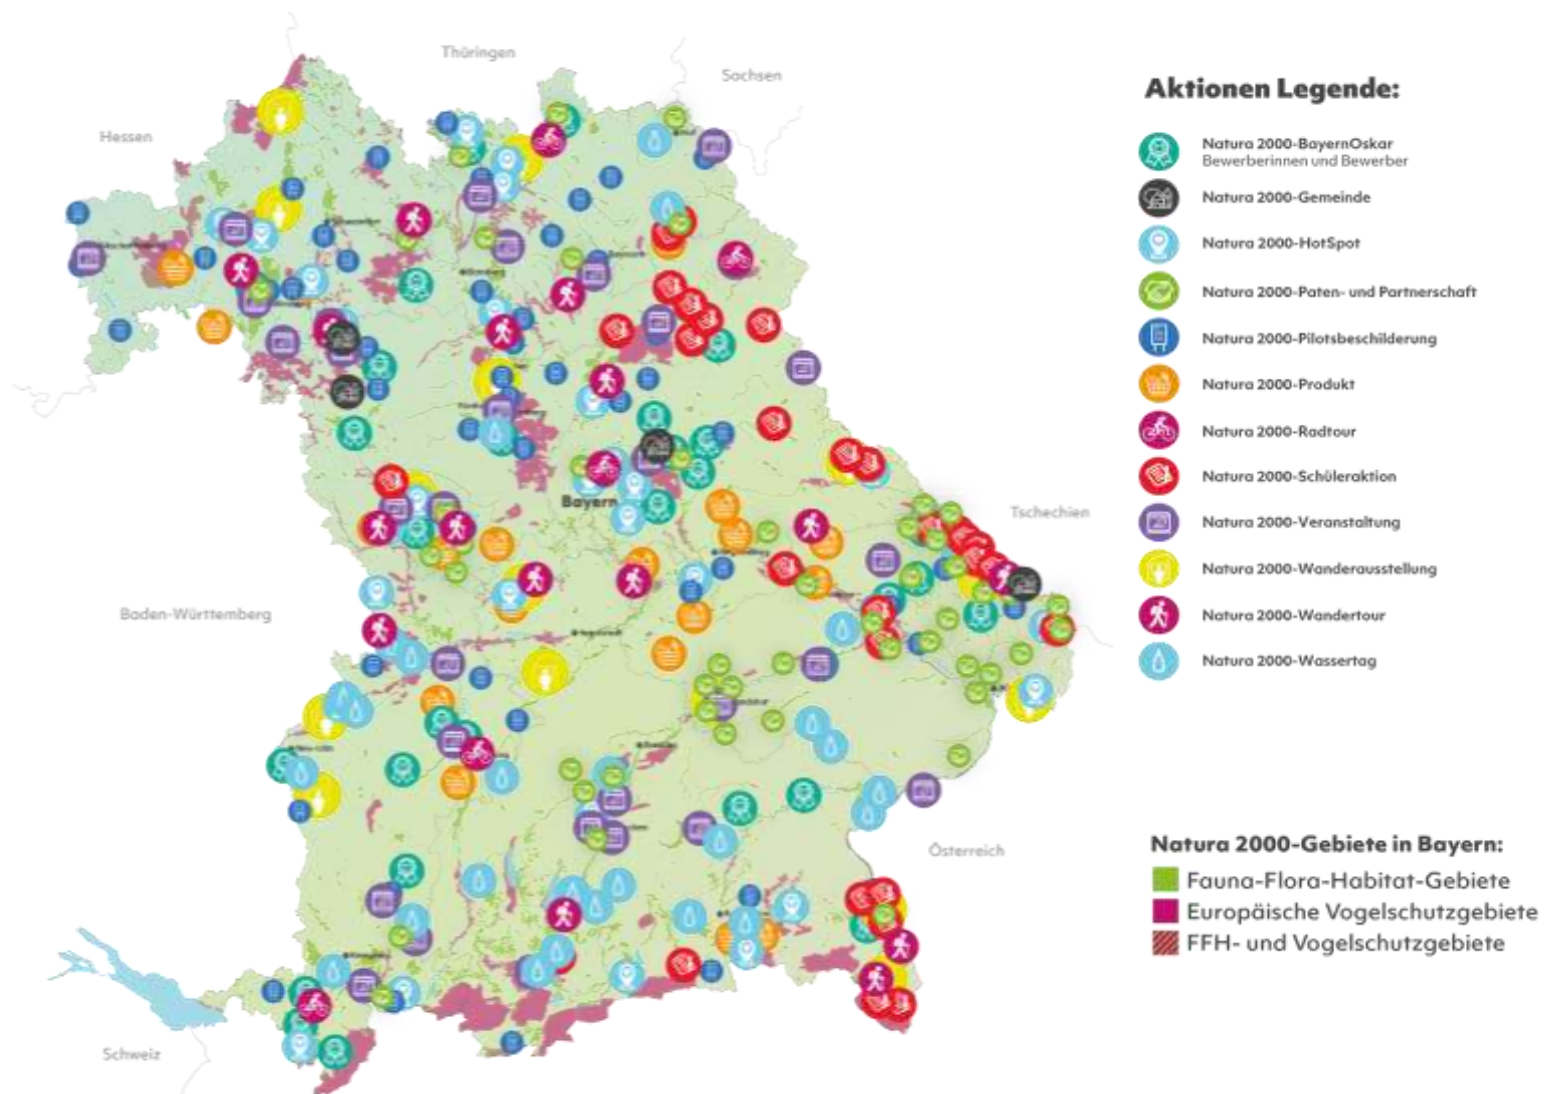 Thüringen
Sachsen
Hessen
Bayern
Tschechien
Baden-Württemberg
Österreich
Schweiz
Aktionen Legende:
Natura 2000-BayernOskar
Bewerberinnen und Bewerber
Natura 2000-Gemeinde
Natura 2000-HotSpot
Natura 2000-Paten- und Partnerschaft
Natura 2000-Pilotsbeschilderung
Natura 2000-Produkt
Natura 2000-Radtour
Natura 2000-Schüleraktion
Natura 2000-Veranstaltung
Natura 2000-Wanderausstellung
Natura 2000-Wandertour
Natura 2000-Wassertag
Natura 2000-Gebiete in Bayern:
Fauna-Flora-Habitat-Gebiete
Europäische Vogelschutzgebiete
FFH- und Vogelschutzgebiete